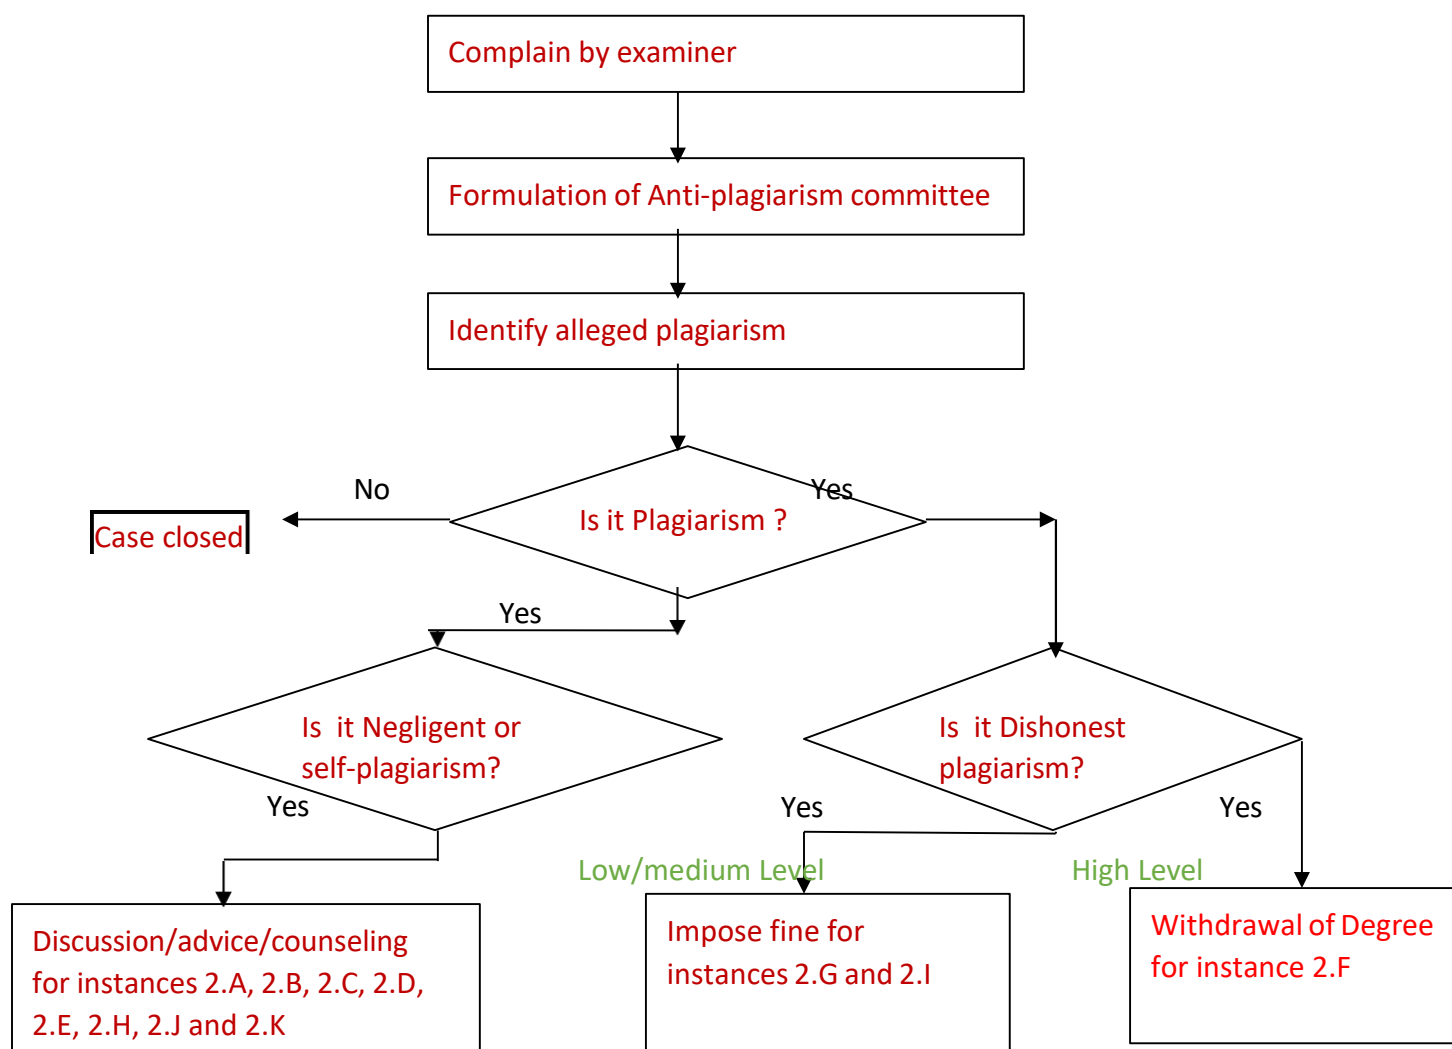 Complain by examiner
Formulation of Anti-plagiarism committee
Identify alleged plagiarism
No
Yes
Is it Plagiarism ?
Case closed
Yes
Is it Negligent or
self-plagiarism?
Yes
Is it Dishonest
plagiarism?
Yes
Yes
Low/medium Level
High Level
Discussion/advice/counseling
for instances 2.A, 2.B, 2.C, 2.D,
2.E, 2.H, 2.J and 2.K
Impose fine for
instances 2.G and 2.I
Withdrawal of Degree
for instance 2.F